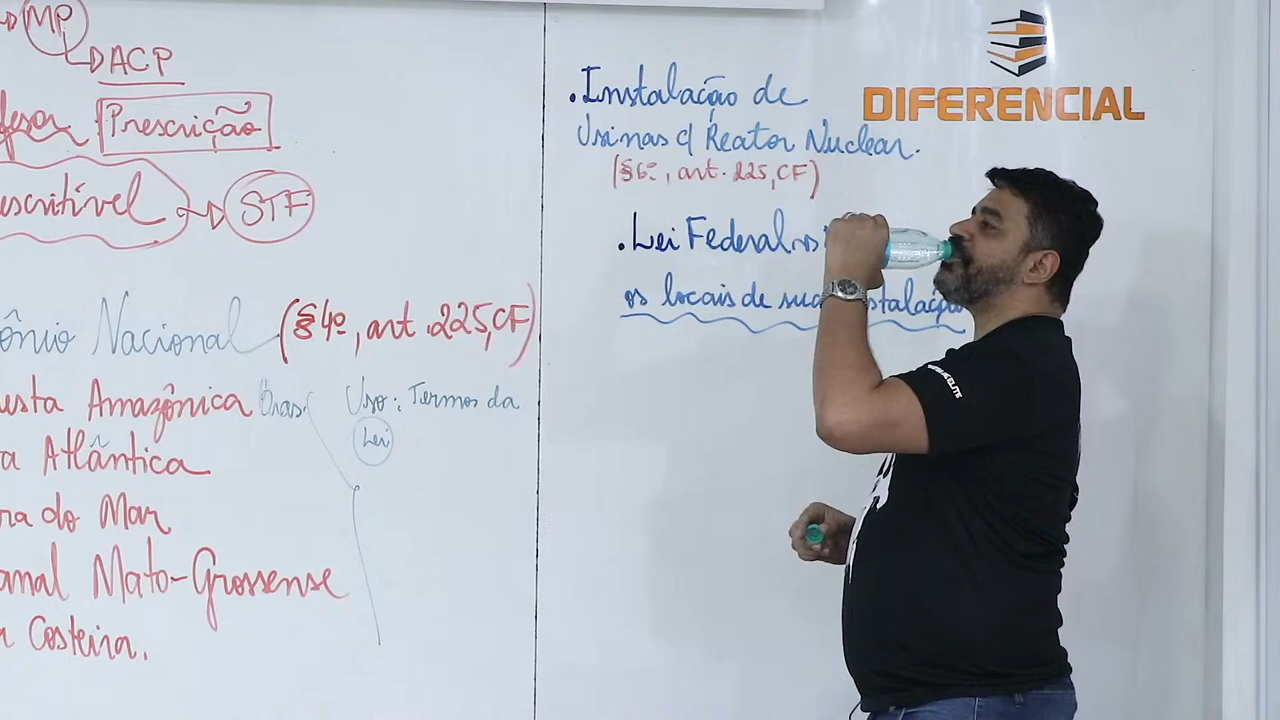 MP
ACP
Prescrição
escritível STF
ônio Nacional (§4º, art. 225, CF)
esta Amazônica Bras. Uso: Termos da
Lei
a Atlântica
ra do Mar
anal Mato-Grossense
a Costeira.
DIFERENCIAL
. Instalação de
Usinas c/ Reator Nuclear.
(§6º, art. 225, CF)
. Lei Federal
os locais de sua instalação